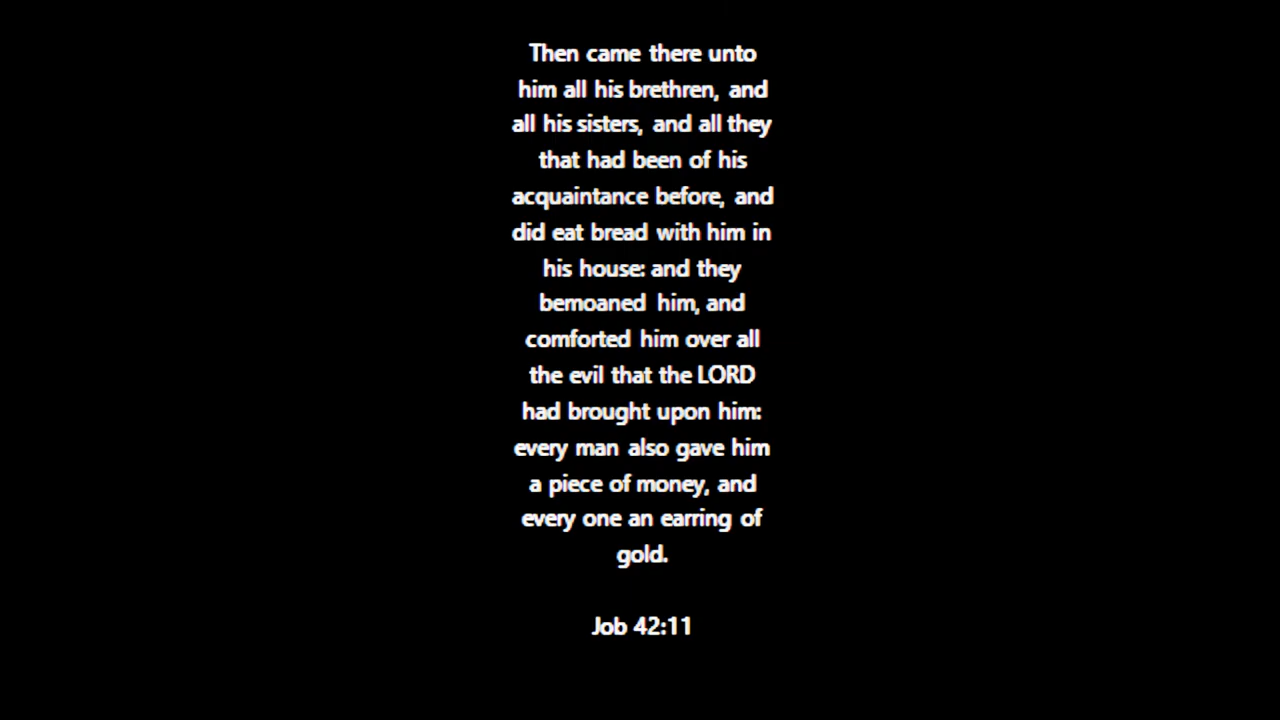 Then came there unto
him all his brethren, and
all his sisters, and all they
that had been of his
acquaintance before, and
did eat bread with him in
his house: and they
bemoaned him, and
comforted him over all
the evil that the LORD
had brought upon him:
every man also gave him
a piece of money, and
every one an earring of
gold.
Job 42:11